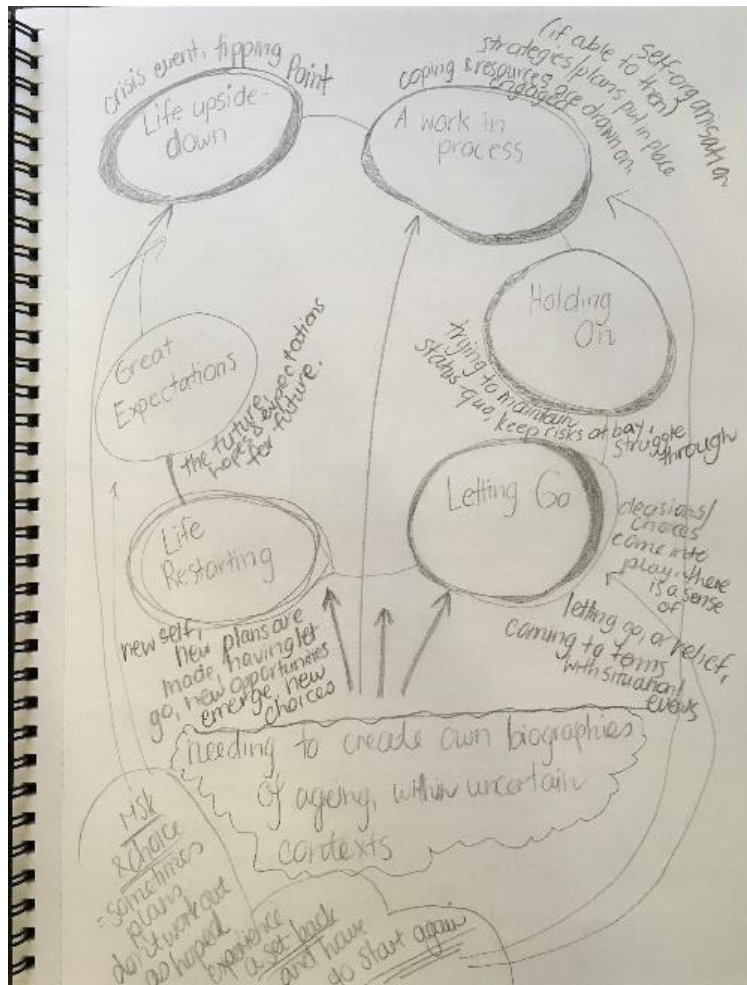 crisis event, tipping point
Life upside-
down
(if able to then)
self-organisation
strategies/plans, put in place
coping & resources are drawn on,
engaged
A work in
process
Holding
On
trying to maintain
status-quo, keep risks at bay,
struggle
through
Great
Expectations
the future,
hopes & expectations
for future.
Letting Go
decisions/
choices
come into
play, there
is a sense
of
letting go, or relief,
coming to terms
with situation/
events
Life
Restarting
new self,
new plans are
made, having let
go, new opportunities
emerge, new
choices
needing to create own biographies
of ageing, within uncertain
contexts
risk
& choice
= sometimes
plans
don't work out
as hoped
experience
a set-back
and have
to start again